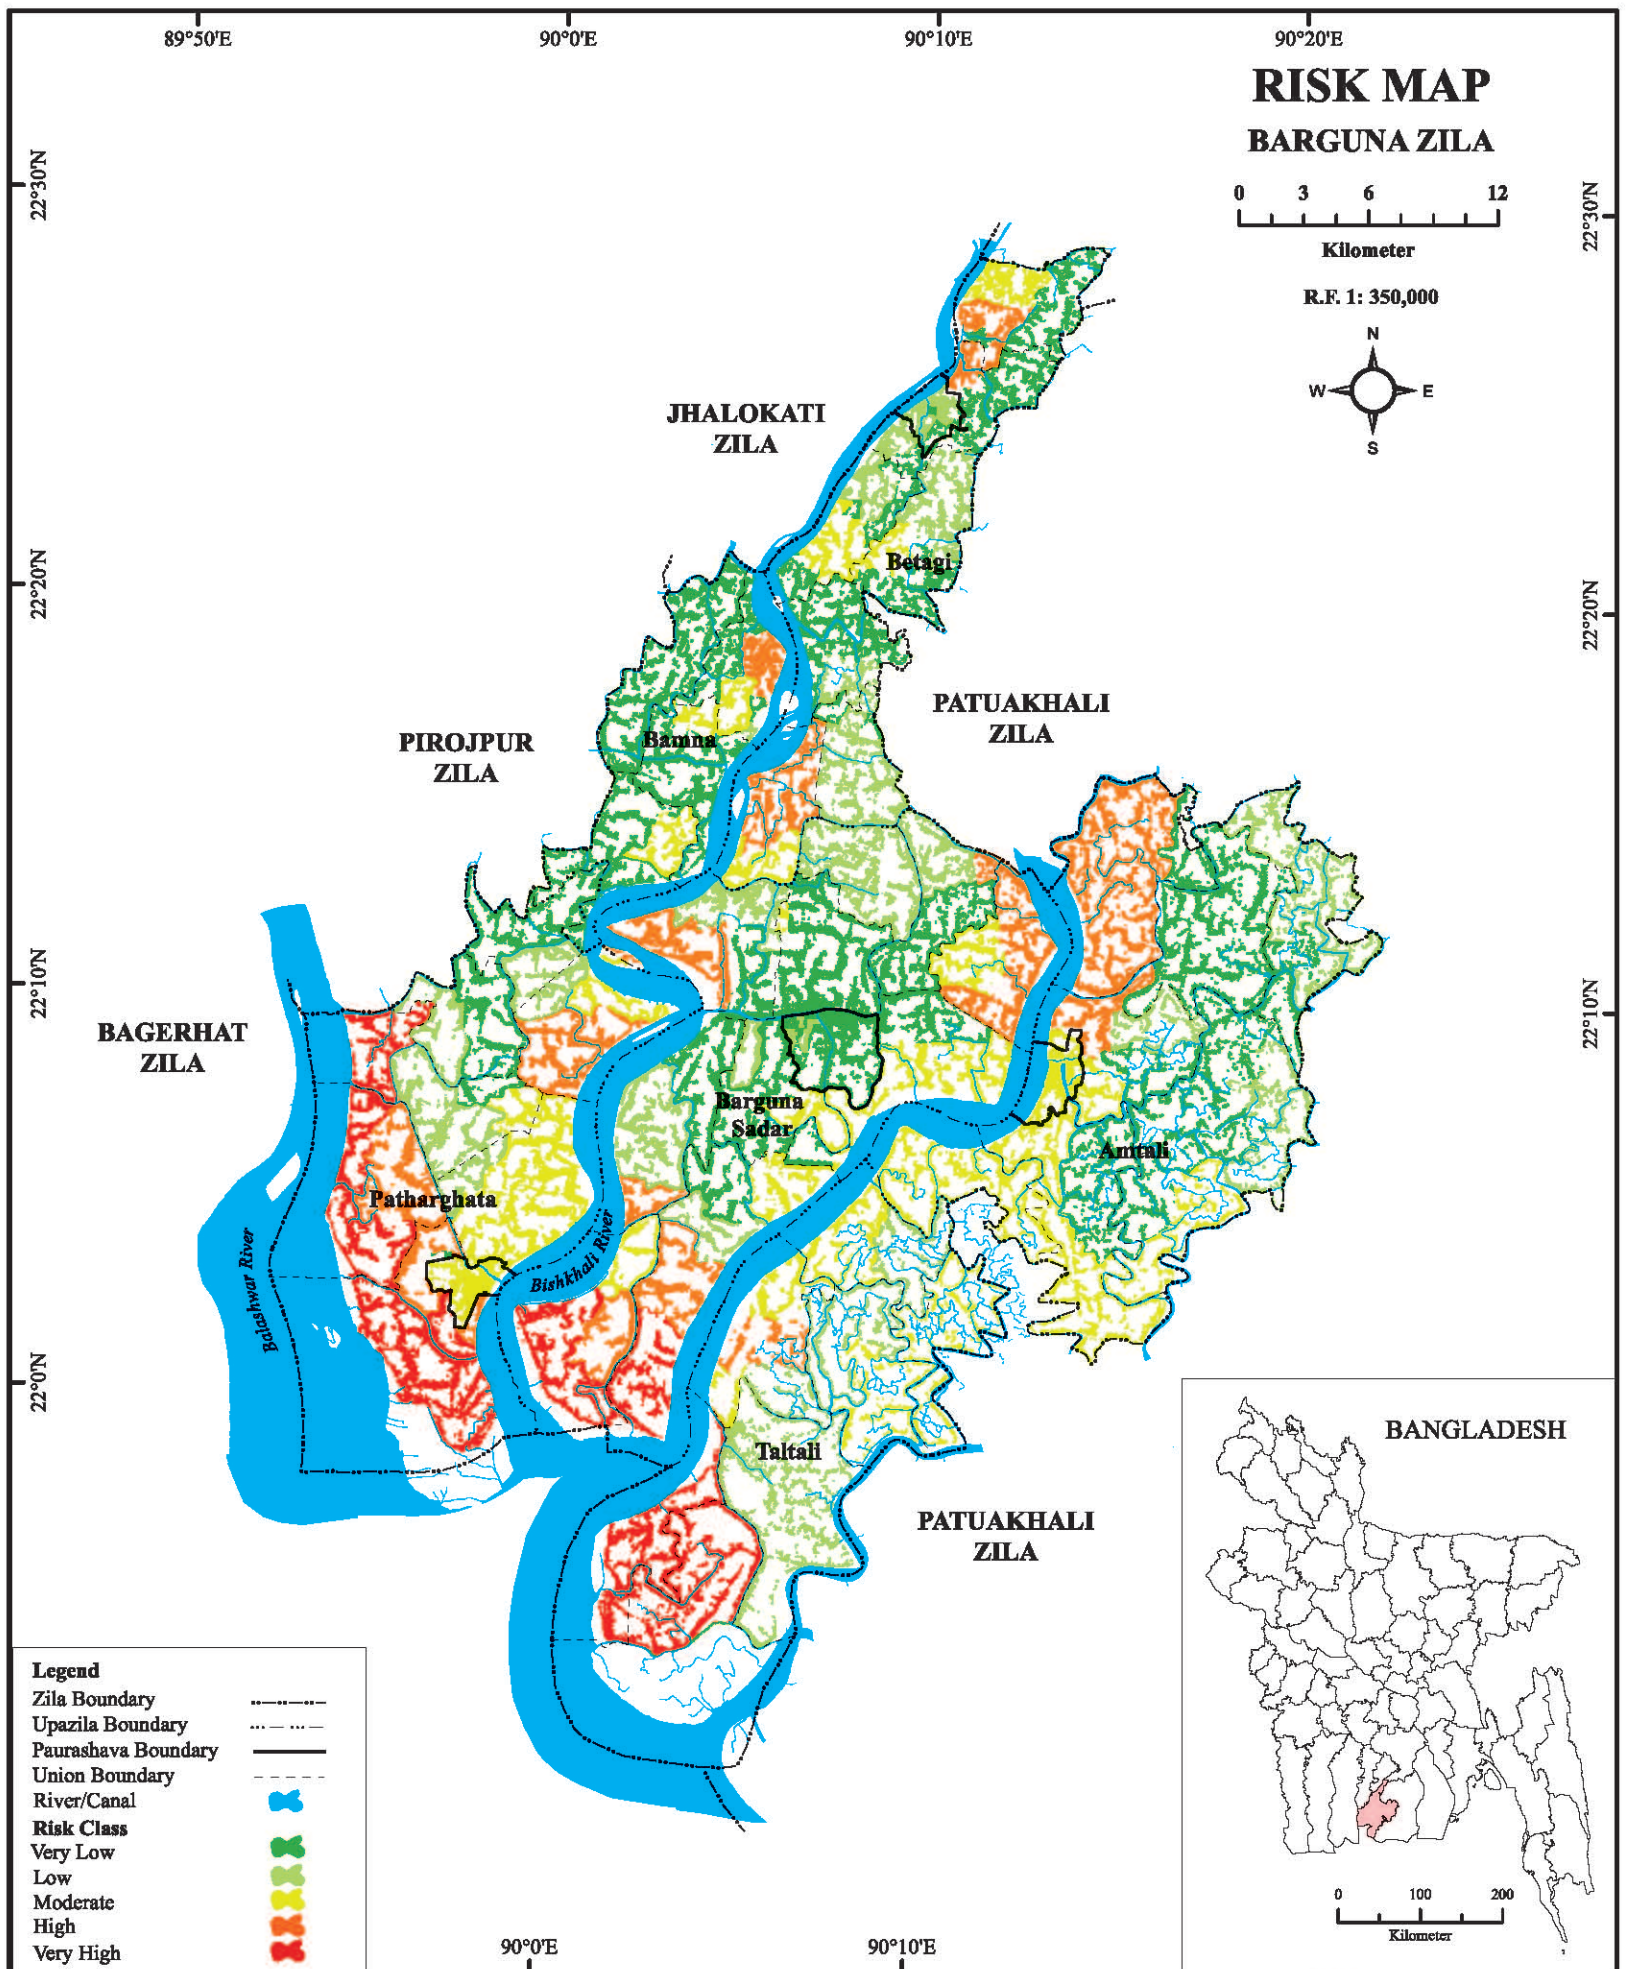 89°50'E
90°0'E
90°10'E
90°20'E
RISK MAP
BARGUNA ZILA
0 3 6 12
Kilometer
R.F. 1: 350,000
N
W E
S
22°30'N
22°30'N
JHALOKATI
ZILA
Betagi
22°20'N
22°20'N
PATUAKHALI
ZILA
PIROJPUR
ZILA
Bamna
22°10'N
22°10'N
BAGERHAT
ZILA
Barguna
Sadar
Amtali
Patharghata
Balashwar River
Bishkhali River
22°0'N
Taltali
PATUAKHALI
ZILA
BANGLADESH
0 100 200
Kilometer
Legend
Zila Boundary
Upazila Boundary
Paurashava Boundary
Union Boundary
River/Canal
Risk Class
Very Low
Low
Moderate
High
Very High
90°0'E
90°10'E